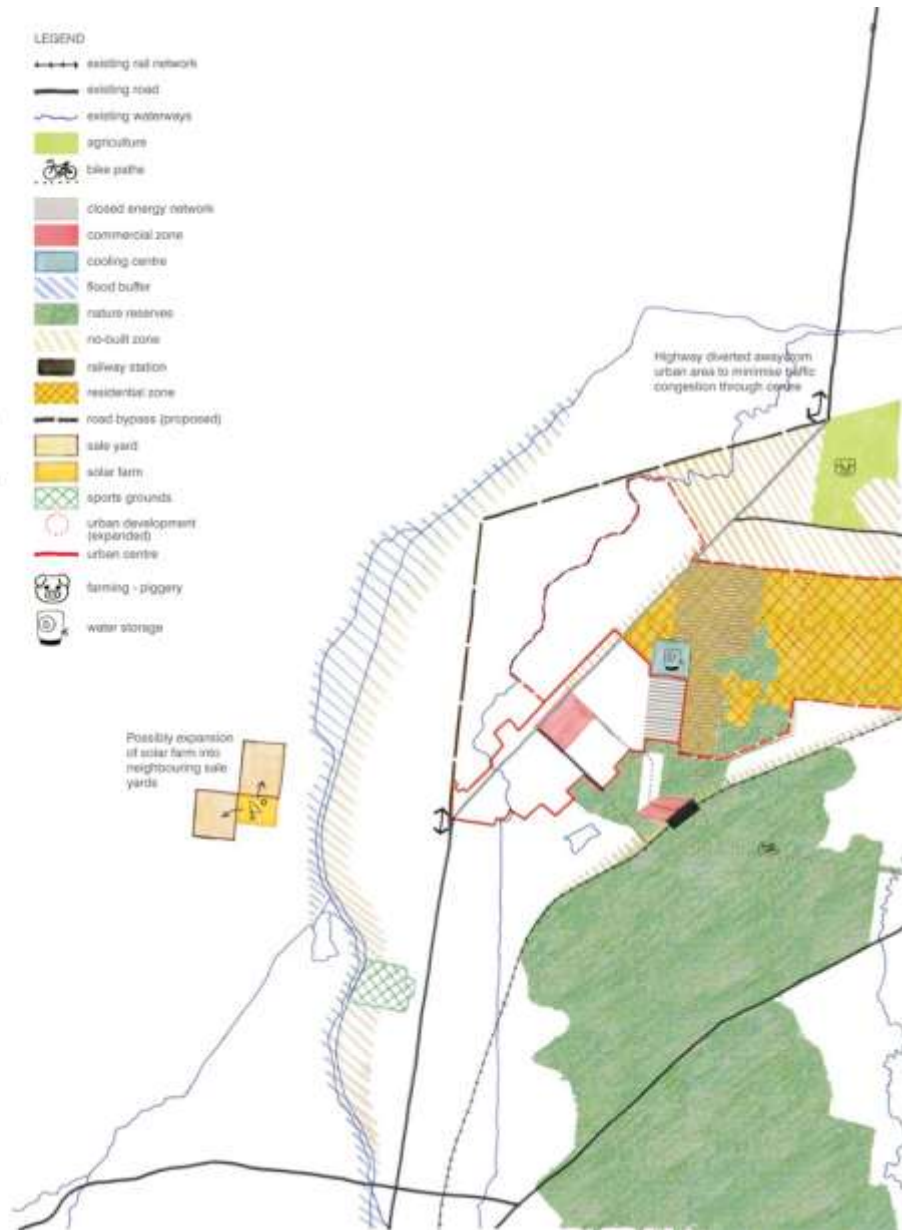 LEGEND
existing rail network
existing road
existing waterways
agriculture
bike paths
closed energy network
commercial zone
cooling centre
flood buffer
nature reserves
no-built zone
railway station
residential zone
road bypass (proposed)
sale yard
solar farm
sports grounds
urban development
(expanded)
urban centre
farming - piggery
water storage
Highway diverted away from
urban area to minimise traffic
congestion through centre
Possibly expansion
of solar farm into
neighbouring sale
yards